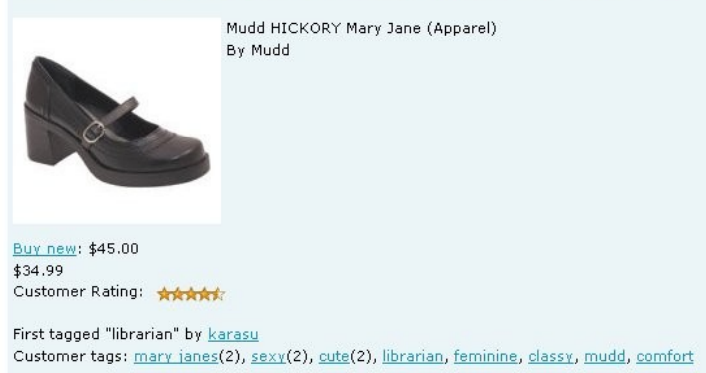 Mudd HICKORY Mary Jane (Apparel)
By Mudd
Buy new: $45.00
$34.99
Customer Rating:
First tagged "librarian" by karasu
Customer tags: mary janes(2), sexy(2), cute(2), librarian, feminine, classy, mudd, comfort